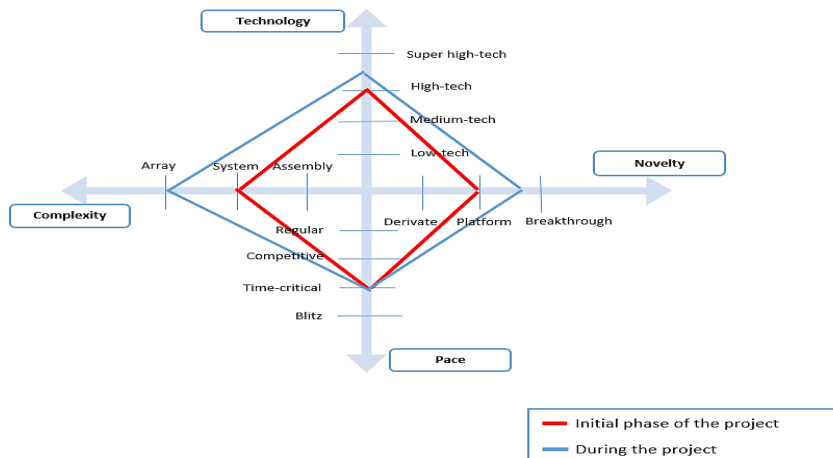 Technology
Super high-tech
High-tech
Medium-tech
Low-tech
Array
System
Assembly
Novelty
Complexity
Derivate
Platform
Breakthrough
Regular
Competitive
Time-critical
Blitz
Pace
Initial phase of the project
During the project